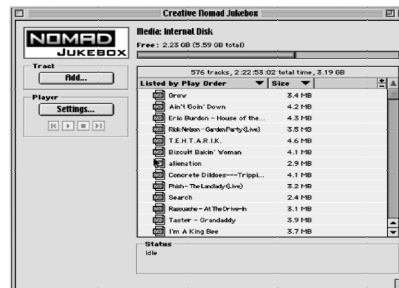 Creative Nomad Jukebox
NOMAD
JUKEBOX
Media: Internal Disk
Free: 2.23 GB (5.59 GB total)
Track
Add...
Player
Settings...
576 tracks, 2:22:53:02 total time, 3.19 GB
Listed by Play Order Size
Grow 3.4 MB
Ain't Goin' Down 4.2 MB
Eric Burdon - House of the... 4.3 MB
Rick Nelson - Garden Party (Live) 3.5 MB
T.E.H.T.A.R.I.K. 4.6 MB
Biscuit Bakin' Woman 4.1 MB
alienation 2.9 MB
Concrete Dildoes---Trippi... 4.1 MB
Phish - The Landlady (Live) 3.2 MB
Search 2.4 MB
Rasouache - At The Drive-In 3.1 MB
Taster - Grandaddy 3.9 MB
I'm A King Bee 3.7 MB
Status
Idle